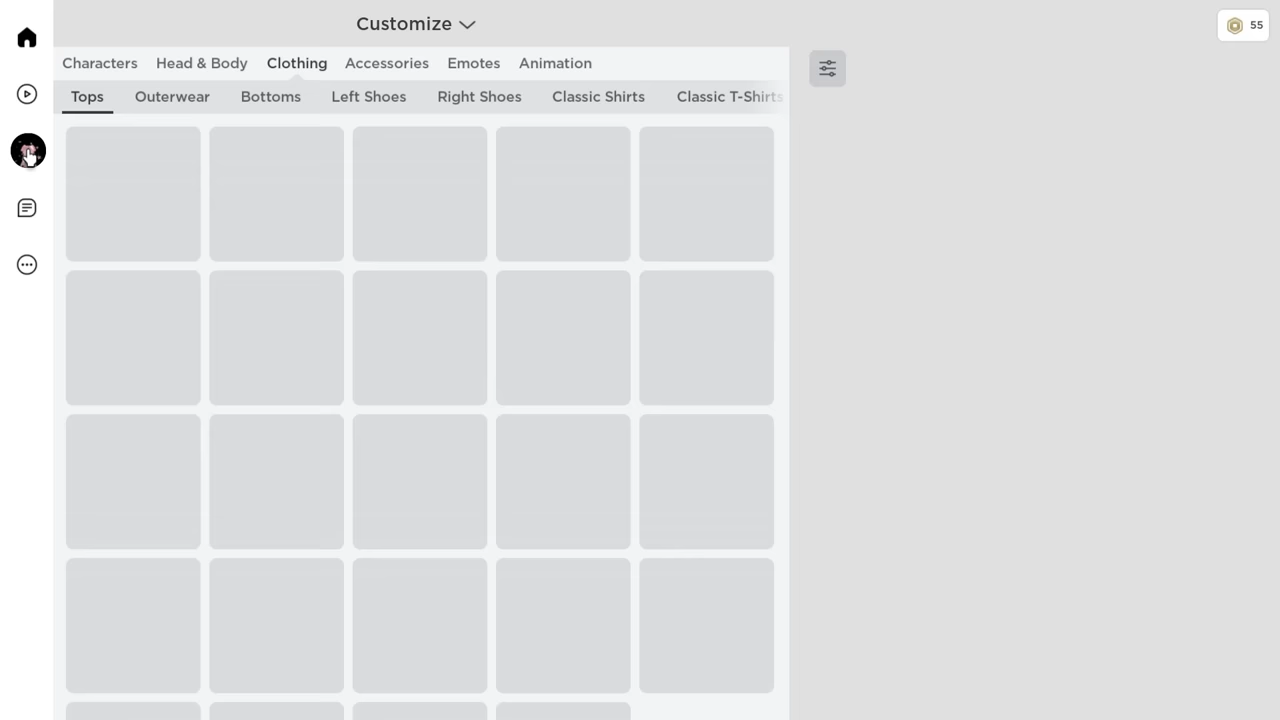 Customize
55
Characters Head & Body Clothing Accessories Emotes Animation
Tops Outerwear Bottoms Left Shoes Right Shoes Classic Shirts Classic T-Shirts